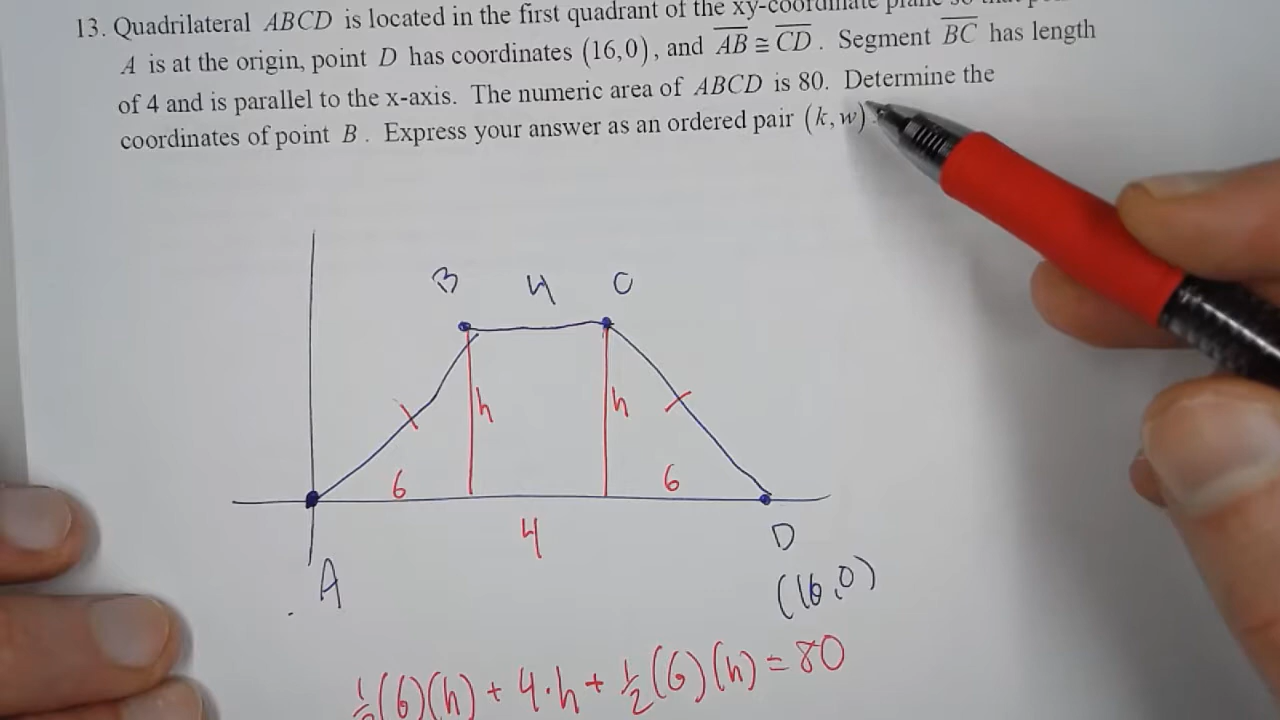 13. Quadrilateral ABCD is located in the first quadrant of the xy-coordinate plane so that
A is at the origin, point D has coordinates (16,0), and AB ≅ CD. Segment BC has length
of 4 and is parallel to the x-axis. The numeric area of ABCD is 80. Determine the
coordinates of point B. Express your answer as an ordered pair (k,w)
B 4 C
h h
6 6
4
A
D
(16,0)
1/2(6)(h) + 4·h + 1/2(6)(h) = 80